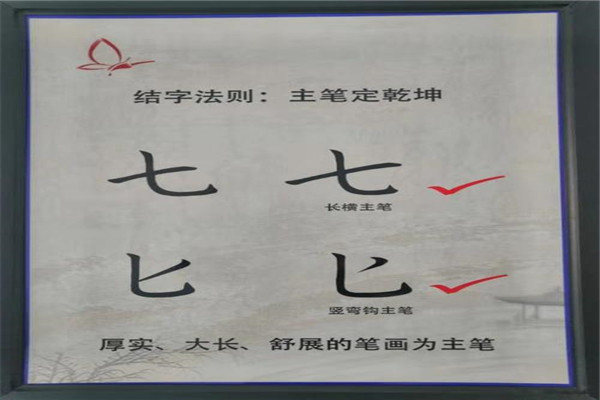 结字法则：主笔定乾坤
七 七
长横主笔
匕 匕
竖弯钩主笔
厚实、大长、舒展的笔画为主笔